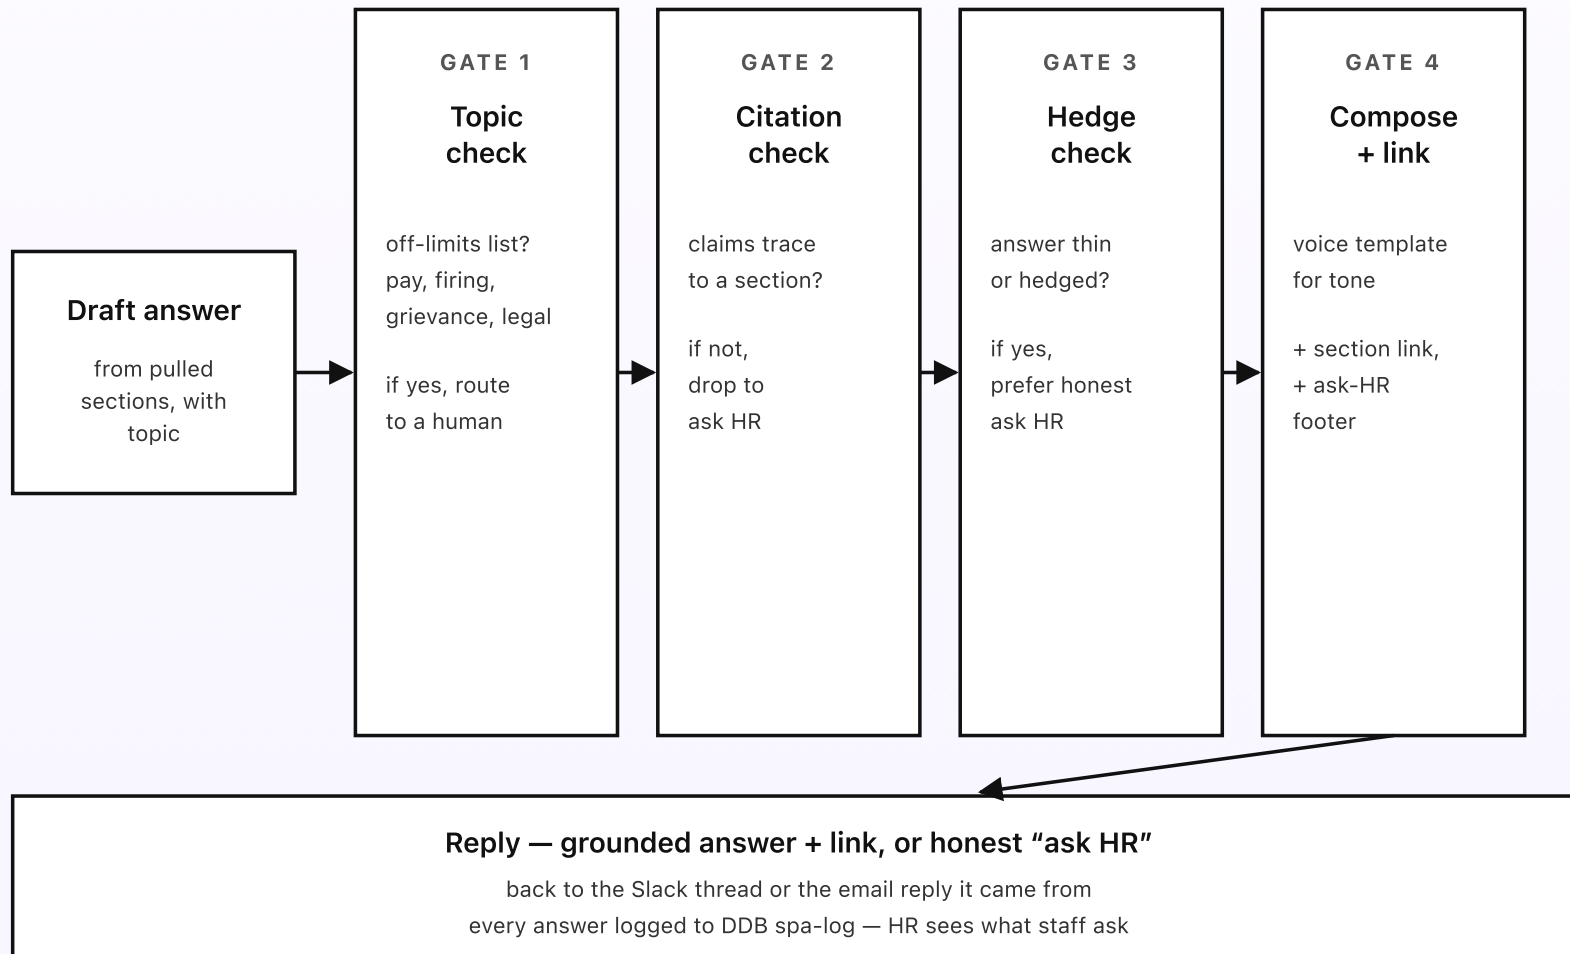 Draft answer
from pulled
sections, with
topic
GATE 1
Topic
check
off-limits list?
pay, firing,
grievance, legal
if yes, route
to a human
GATE 2
Citation
check
claims trace
to a section?
if not,
drop to
ask HR
GATE 3
Hedge
check
answer thin
or hedged?
if yes,
prefer honest
ask HR
GATE 4
Compose
+ link
voice template
for tone
+ section link,
+ ask-HR
footer
Reply — grounded answer + link, or honest “ask HR”
back to the Slack thread or the email reply it came from
every answer logged to DDB spa-log — HR sees what staff ask